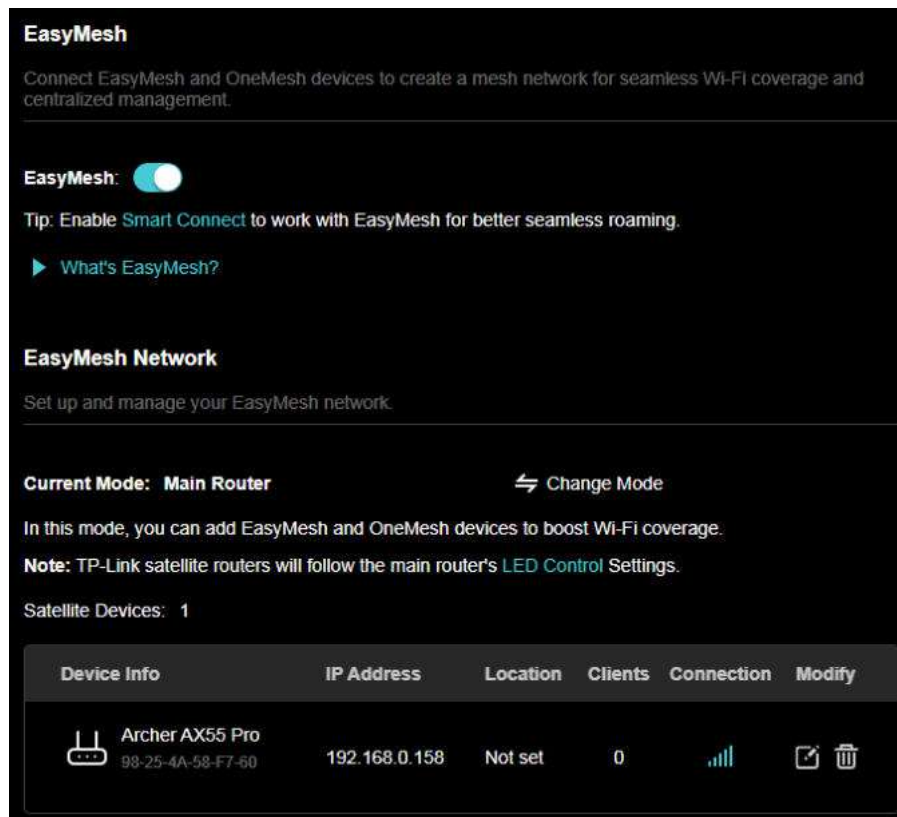 EasyMesh
Connect EasyMesh and OneMesh devices to create a mesh network for seamless Wi-Fi coverage and
centralized management.
EasyMesh:
Tip: Enable Smart Connect to work with EasyMesh for better seamless roaming.
What's EasyMesh?
EasyMesh Network
Set up and manage your EasyMesh network.
Current Mode: Main Router Change Mode
In this mode, you can add EasyMesh and OneMesh devices to boost Wi-Fi coverage.
Note: TP-Link satellite routers will follow the main router's LED Control Settings.
Satellite Devices: 1
Device Info IP Address Location Clients Connection Modify
Archer AX55 Pro
98-25-4A-58-F7-60 192.168.0.158 Not set 0